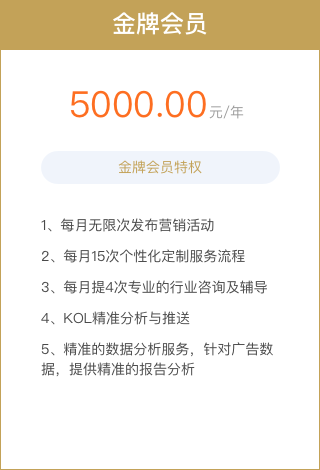 金牌会员
5000.00元/年
金牌会员特权
1、每月无限次发布营销活动
2、每月15次个性化定制服务流程
3、每月提4次专业的行业咨询及辅导
4、KOL精准分析与推送
5、精准的数据分析服务，针对广告数
据，提供精准的报告分析